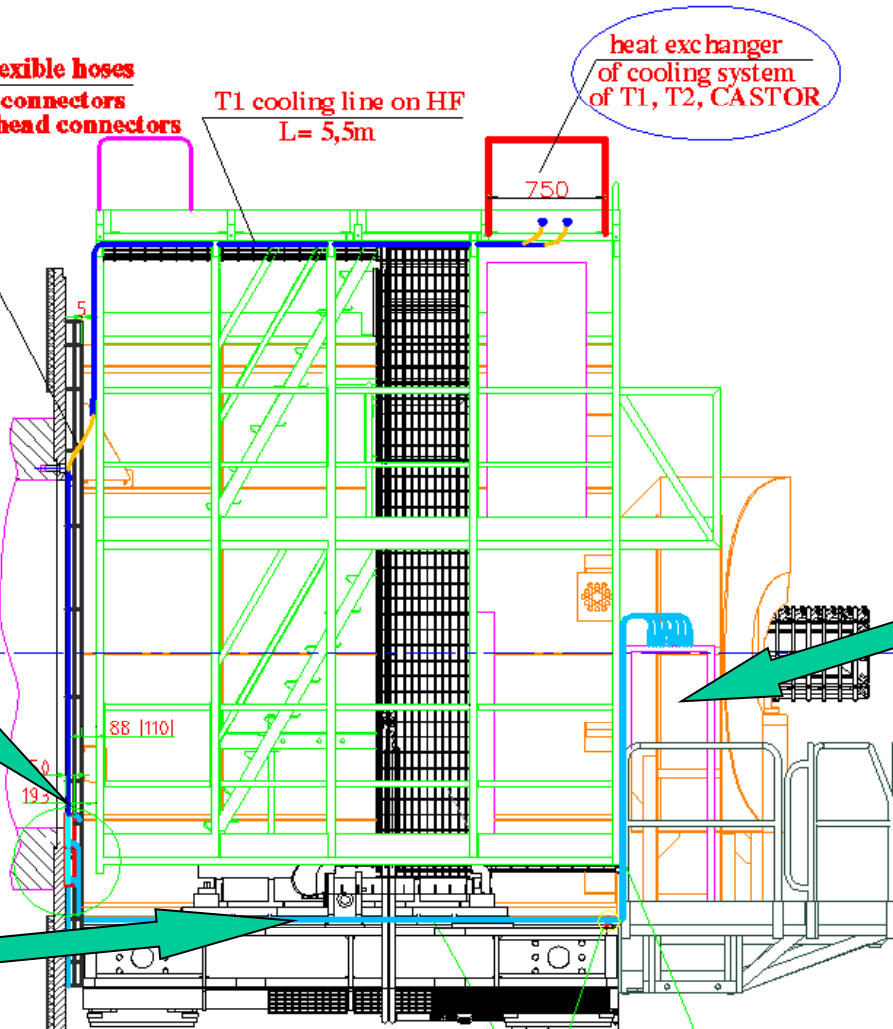 heat exchanger
of cooling system
of T1, T2, CASTOR
exible hoses
connectors
head connectors
T1 cooling line on HF
L= 5,5m
750
5
88 |110|
50
193